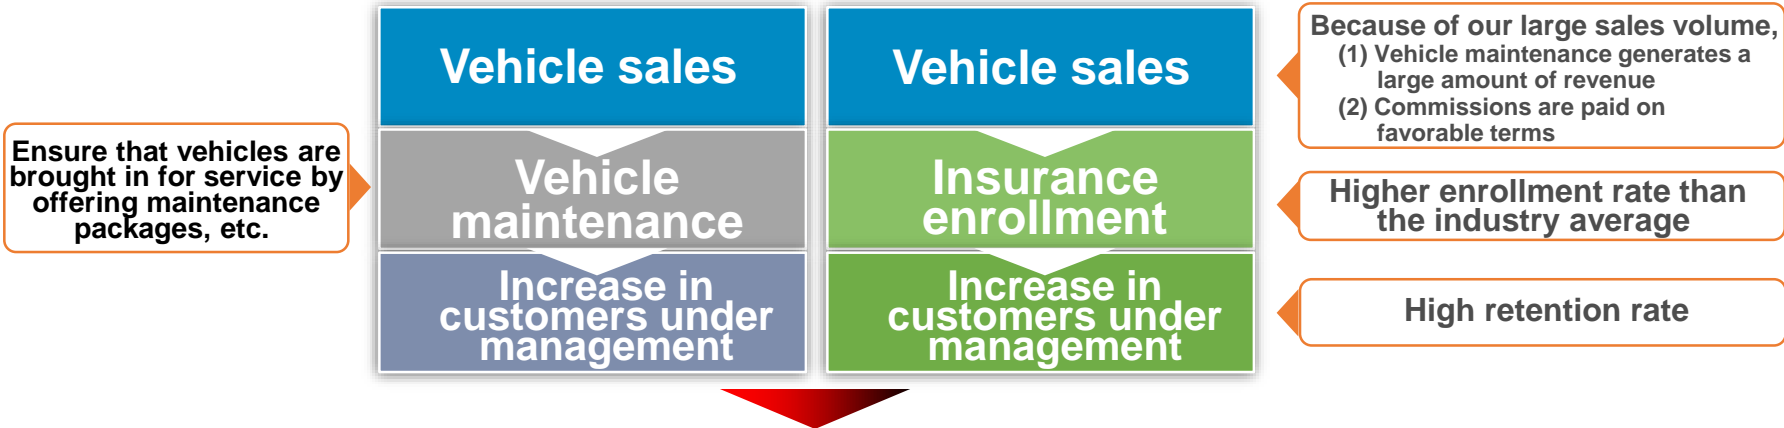 Ensure that vehicles are
brought in for service by
offering maintenance
packages, etc.
Vehicle sales
Vehicle
maintenance
Increase in
customers under
management
Vehicle sales
Insurance
enrollment
Increase in
customers under
management
Because of our large sales volume,
(1) Vehicle maintenance generates a
large amount of revenue
(2) Commissions are paid on
favorable terms
Higher enrollment rate than
the industry average
High retention rate